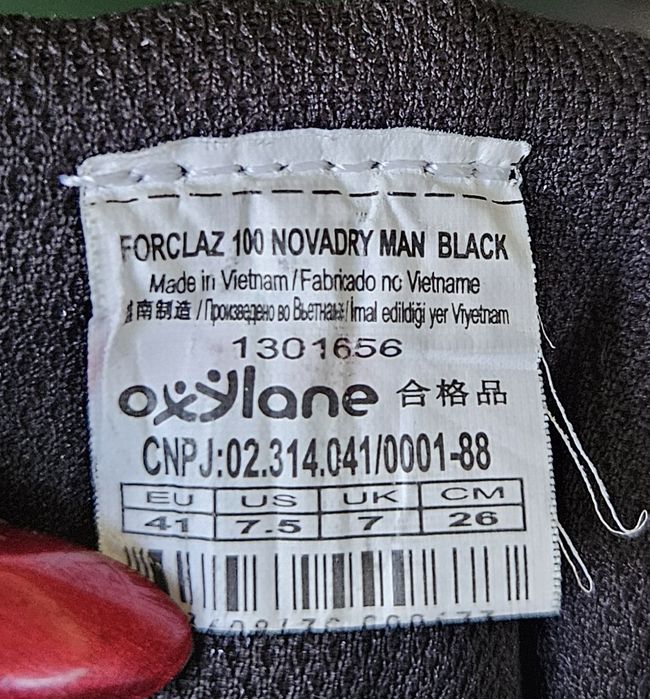 FORCLAZ 100 NOVADRY MAN BLACK
Made in Vietnam / Fabricado no Vietname
南制造 / Произведено во Вьетнам / İmal edildiği yer Viyetnam
1301656
oxylane 合格品
CNPJ:02.314.041/0001-88
EU US UK CM
41 7.5 7 26